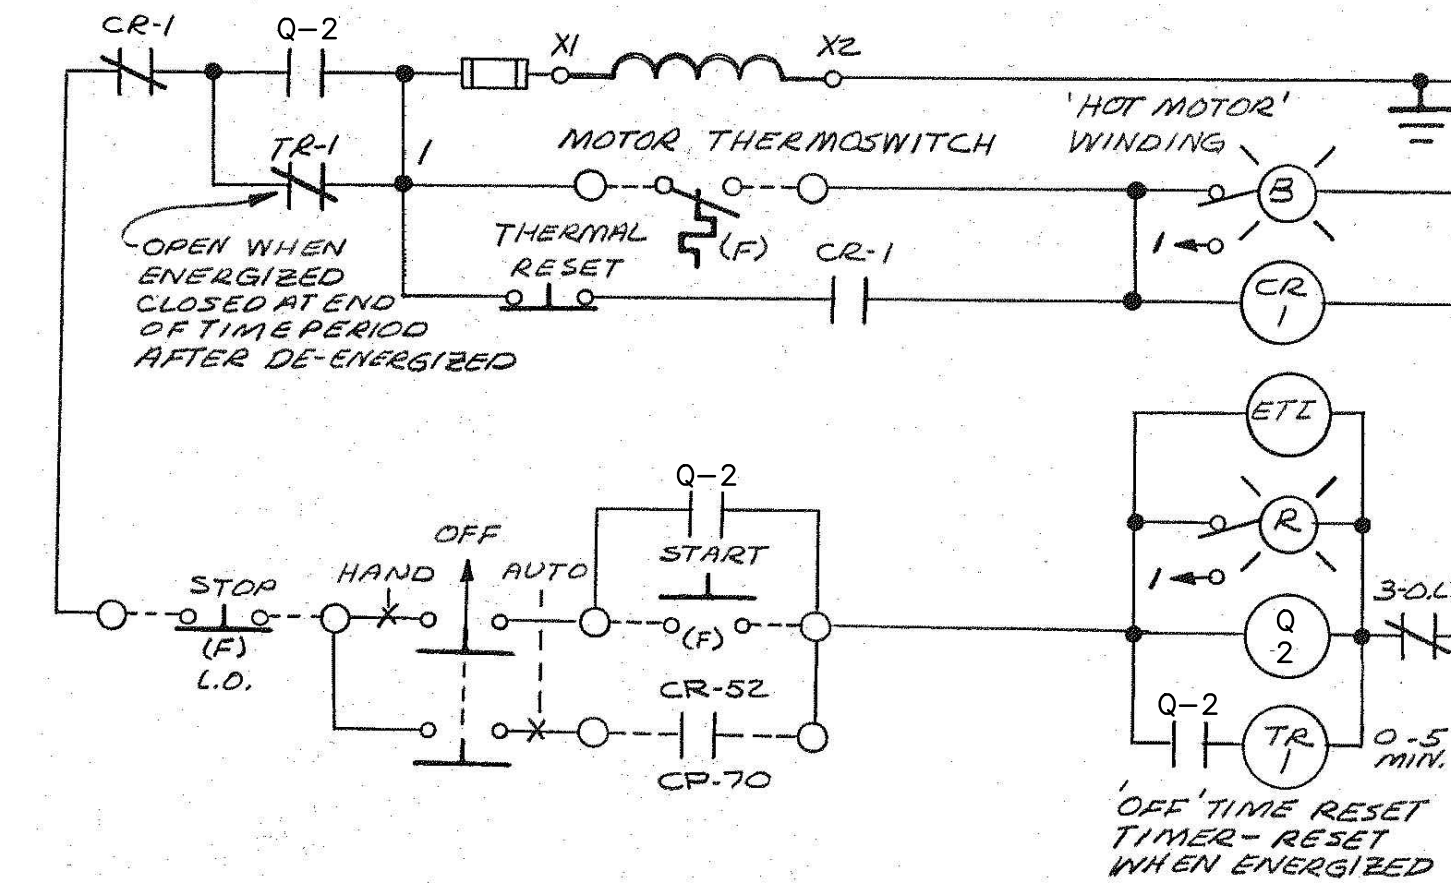 CR-1
Q-2
X1
X2
'HOT MOTOR'
WINDING
TR-1
1
MOTOR THERMOSWITCH
B
OPEN WHEN
ENERGIZED
CLOSED AT END
OF TIME PERIOD
AFTER DE-ENERGIZED
THERMAL
RESET
(F)
CR-1
1
CR
1
ETI
Q-2
OFF
START
R
HAND
AUTO
1
STOP
(F)
L.O.
(F)
Q
2
3-O.L
CR-52
CP-70
Q-2
TR
1
0-5
MIN.
'OFF' TIME RESET
TIMER- RESET
WHEN ENERGIZED